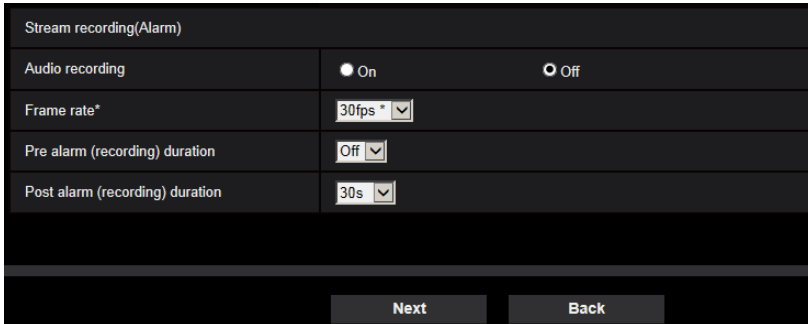 Stream recording(Alarm)
Audio recording On Off
Frame rate* 30fps *
Pre alarm (recording) duration Off
Post alarm (recording) duration 30s
Next Back